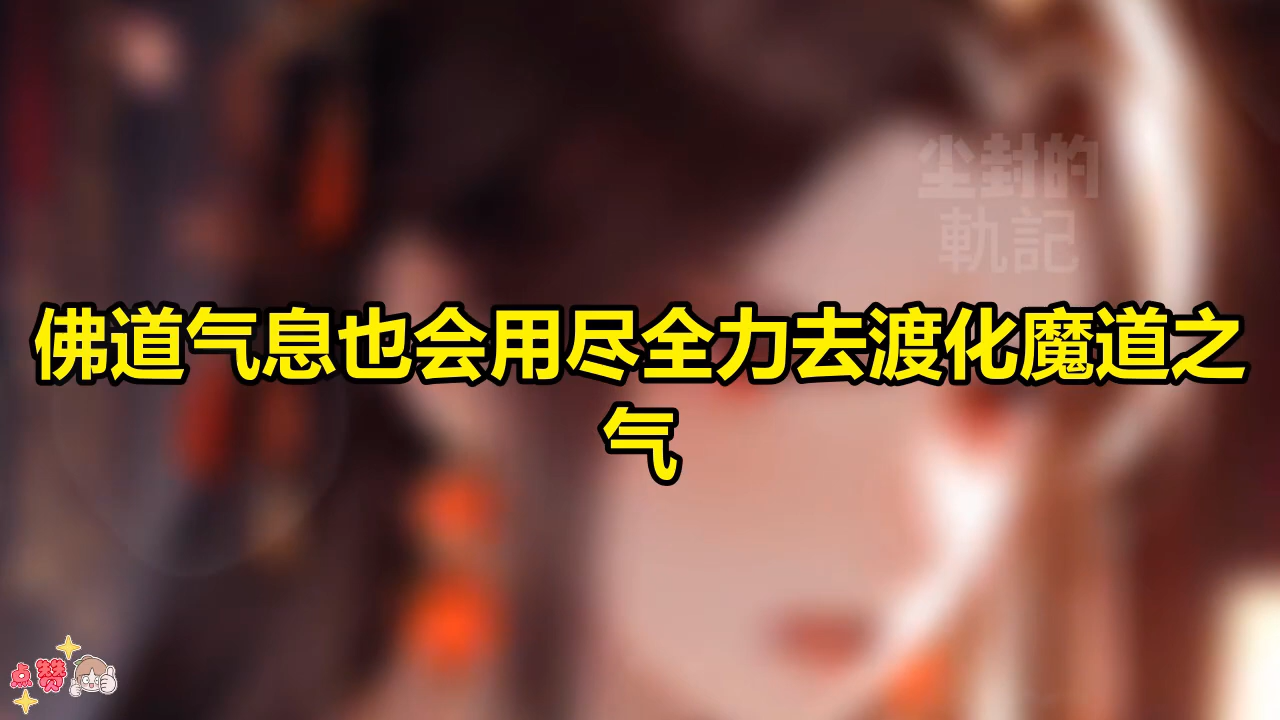 尘封的
軌記
佛道气息也会用尽全力去渡化魔道之
气
点赞